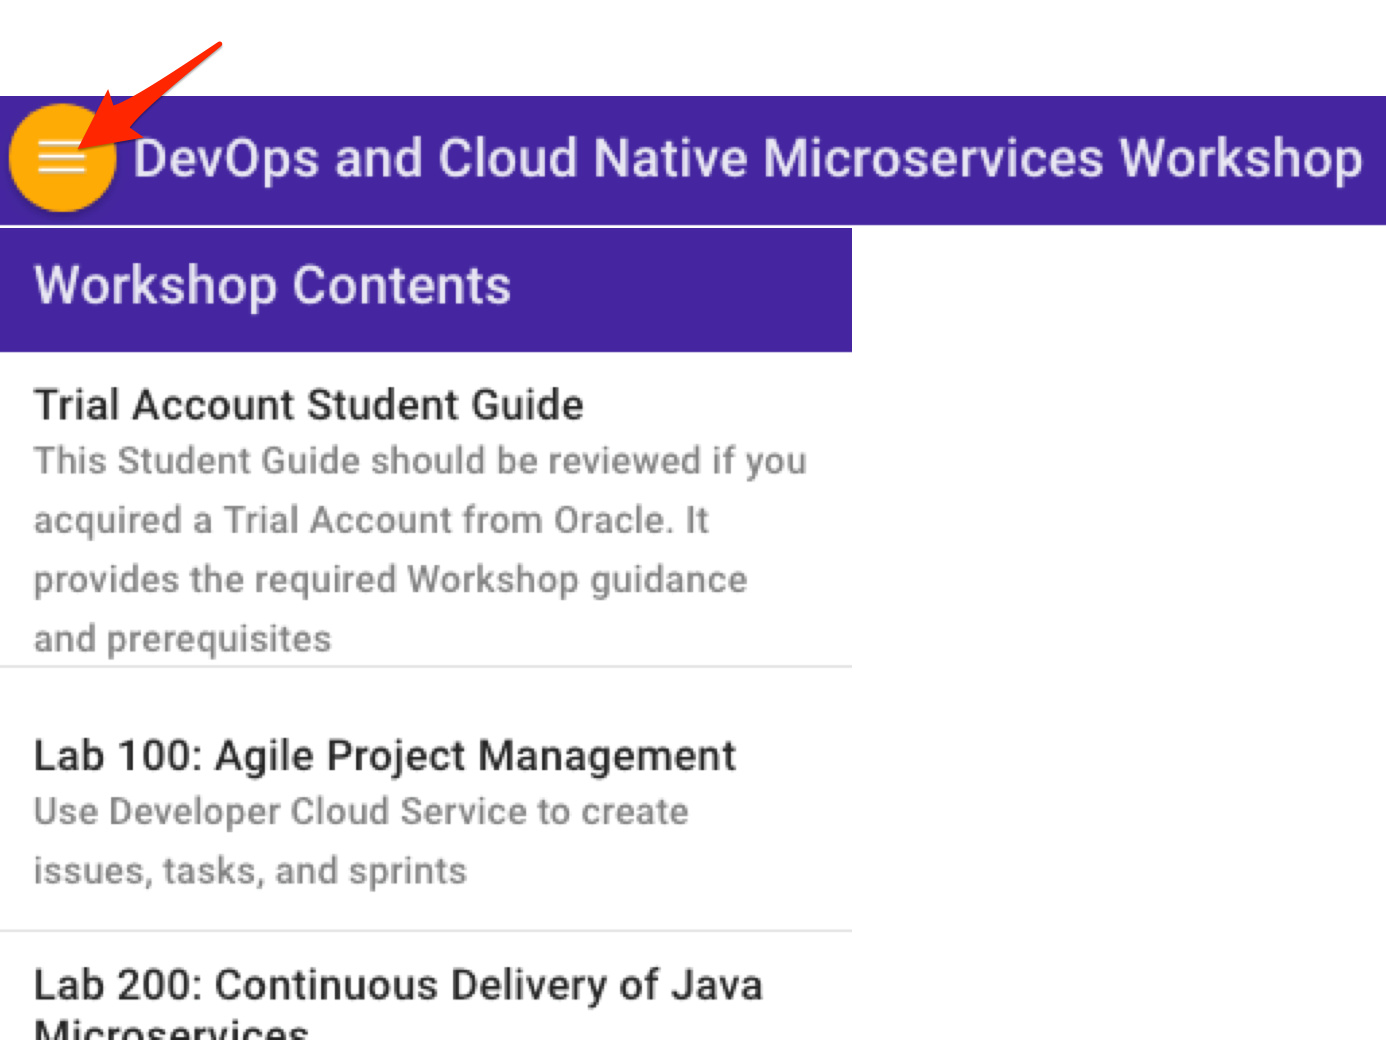 DevOps and Cloud Native Microservices Workshop
Workshop Contents
Trial Account Student Guide
This Student Guide should be reviewed if you
acquired a Trial Account from Oracle. It
provides the required Workshop guidance
and prerequisites
Lab 100: Agile Project Management
Use Developer Cloud Service to create
issues, tasks, and sprints
Lab 200: Continuous Delivery of Java
Microservices